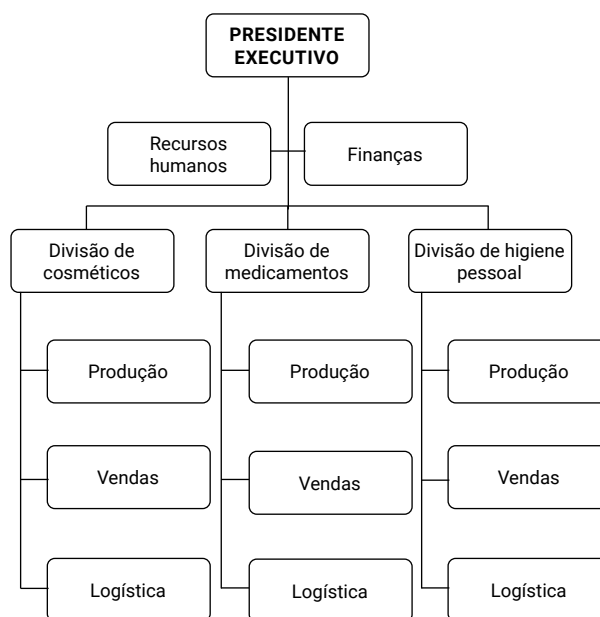 PRESIDENTE
EXECUTIVO
Recursos
humanos
Finanças
Divisão de
cosméticos
Divisão de
medicamentos
Divisão de higiene
pessoal
Produção
Produção
Produção
Vendas
Vendas
Vendas
Logística
Logística
Logística